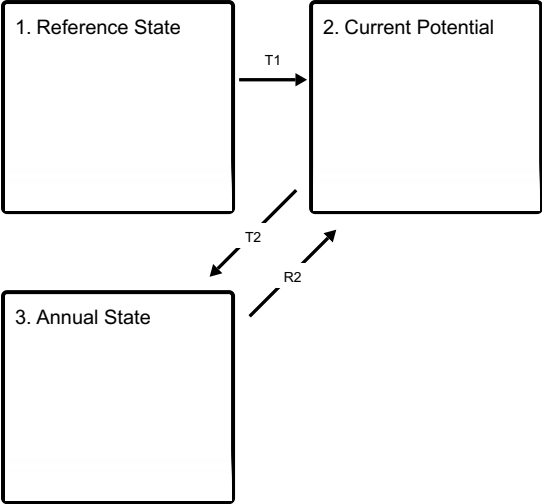 1. Reference State
2. Current Potential
T1
T2
R2
3. Annual State